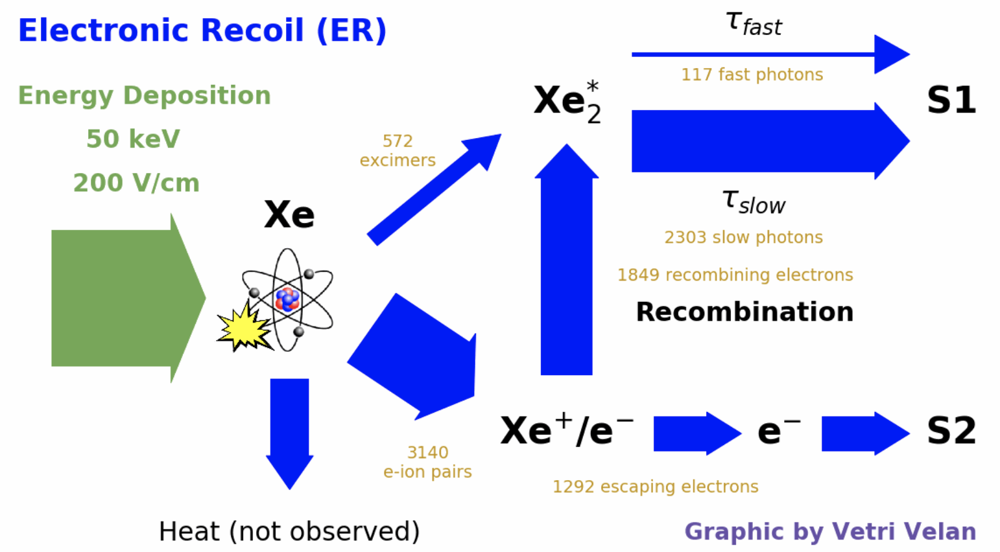 Electronic Recoil (ER)
Energy Deposition
50 keV
200 V/cm
Xe
572
excimers
Xe₂*
τ_fast
117 fast photons
S1
τ_slow
2303 slow photons
1849 recombining electrons
Recombination
3140
e-ion pairs
Xe⁺/e⁻
e⁻
S2
1292 escaping electrons
Heat (not observed)
Graphic by Vetri Velan